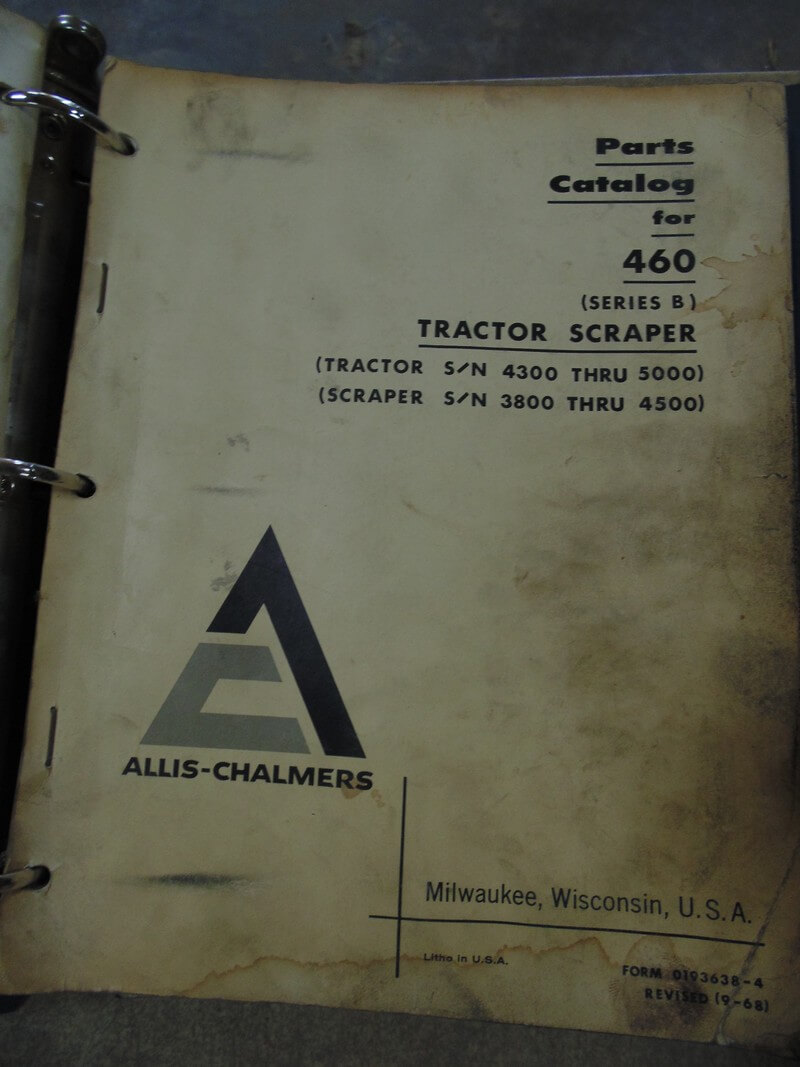 Parts
Catalog
for
460
(SERIES B)
TRACTOR SCRAPER
(TRACTOR S/N 4300 THRU 5000)
(SCRAPER S/N 3800 THRU 4500)
ALLIS-CHALMERS
Milwaukee, Wisconsin, U.S.A.
Litho in U.S.A.
FORM 0193638-4
REVISED (9-68)